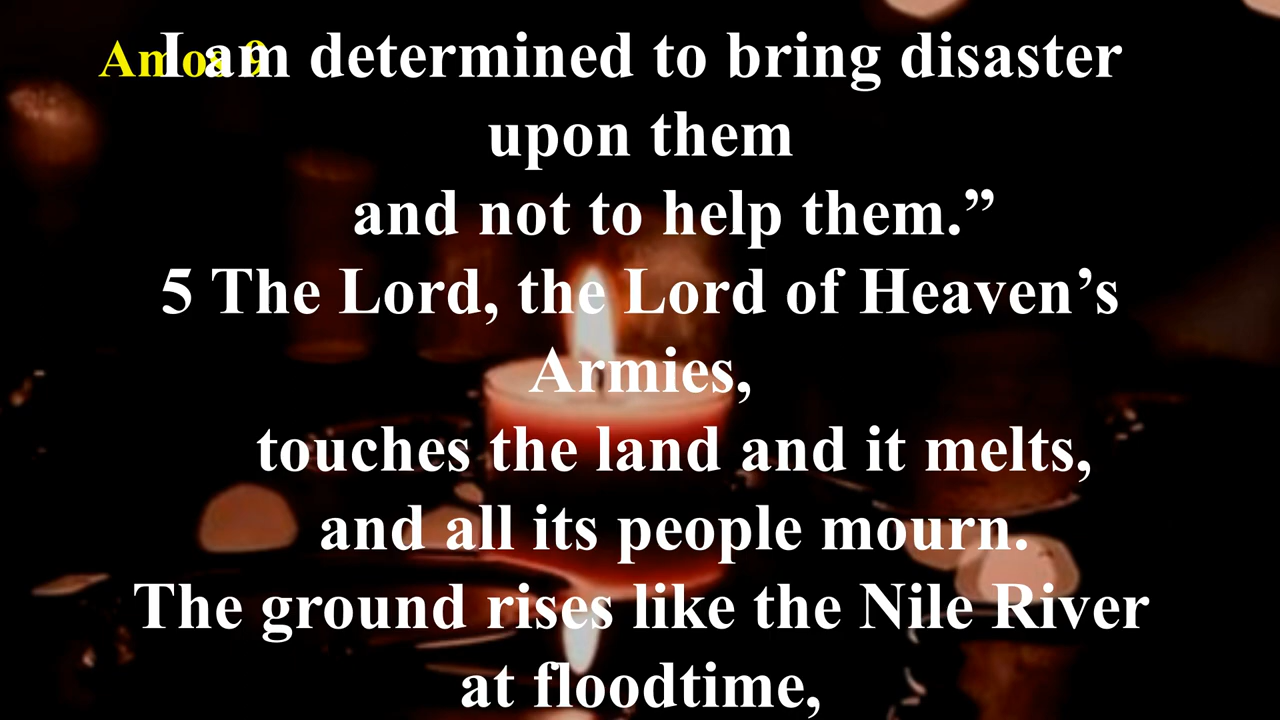 Amos 9
I am determined to bring disaster
upon them
and not to help them.”
5 The Lord, the Lord of Heaven’s
Armies,
touches the land and it melts,
and all its people mourn.
The ground rises like the Nile River
at floodtime,